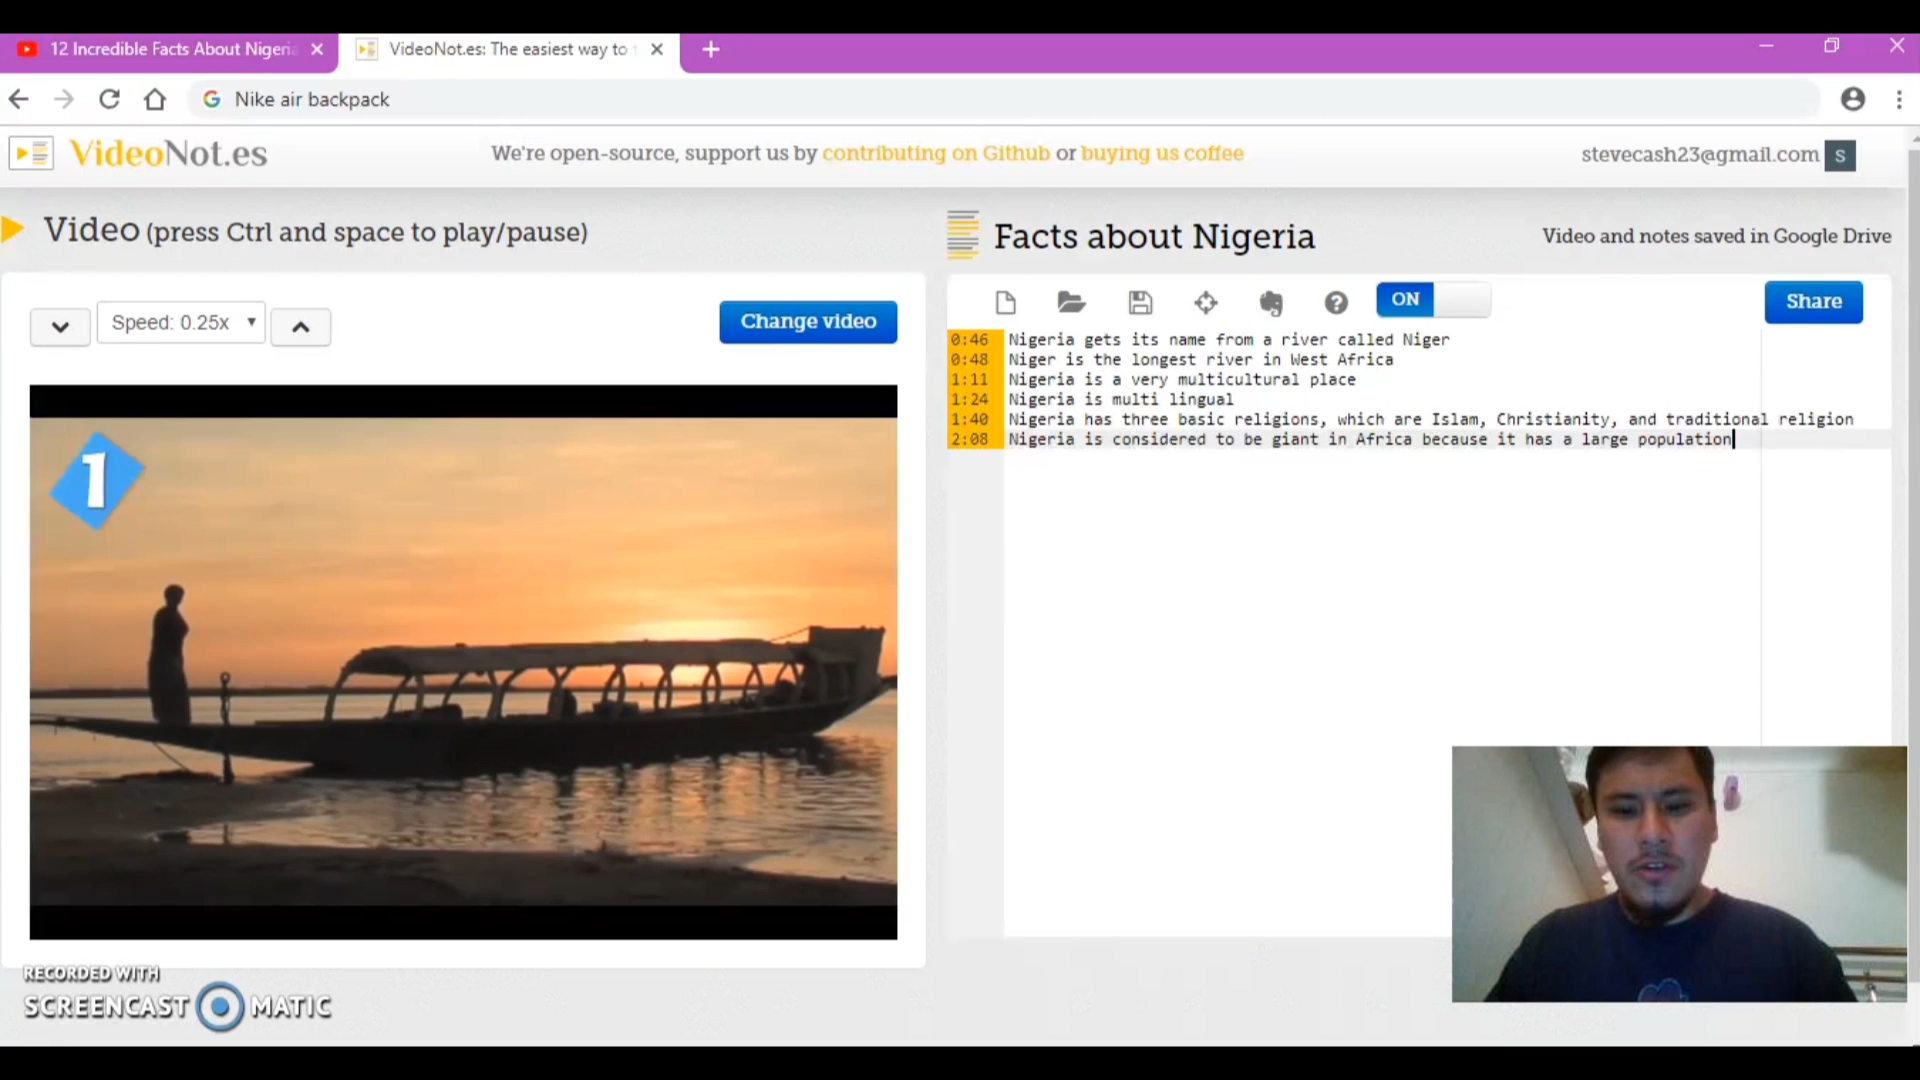 12 Incredible Facts About Nigeria
VideoNot.es: The easiest way to
Nike air backpack
VideoNot.es
We're open-source, support us by contributing on Github or buying us coffee
stevecash23@gmail.com S
Video (press Ctrl and space to play/pause)
Facts about Nigeria
Video and notes saved in Google Drive
Speed: 0.25x
Change video
ON
Share
0:46 Nigeria gets its name from a river called Niger
0:48 Niger is the longest river in West Africa
1:11 Nigeria is a very multicultural place
1:24 Nigeria is multi lingual
1:40 Nigeria has three basic religions, which are Islam, Christianity, and traditional religion
2:08 Nigeria is considered to be giant in Africa because it has a large population
1
RECORDED WITH
SCREENCAST MATIC